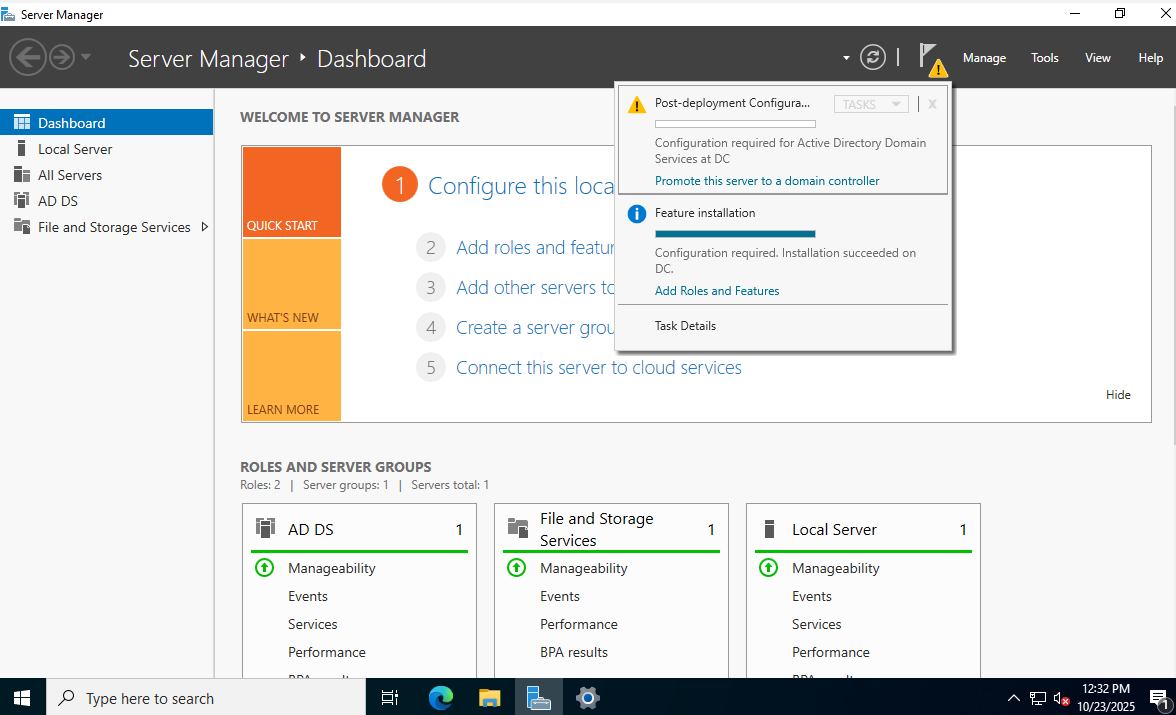 Server Manager
Server Manager ‣ Dashboard
Manage
Tools
View
Help
Dashboard
Local Server
All Servers
AD DS
File and Storage Services
WELCOME TO SERVER MANAGER
QUICK START
WHAT'S NEW
LEARN MORE
1 Configure this loca
2 Add roles and featur
3 Add other servers to
4 Create a server grou
5 Connect this server to cloud services
Hide
Post-deployment Configura...
TASKS
X
Configuration required for Active Directory Domain
Services at DC
Promote this server to a domain controller
Feature installation
Configuration required. Installation succeeded on
DC.
Add Roles and Features
Task Details
ROLES AND SERVER GROUPS
Roles: 2 | Server groups: 1 | Servers total: 1
AD DS 1
Manageability
Events
Services
Performance
BPA results
File and Storage
Services 1
Manageability
Events
Performance
BPA results
Local Server 1
Manageability
Events
Services
Performance
BPA results
Type here to search
12:32 PM
10/23/2025
1